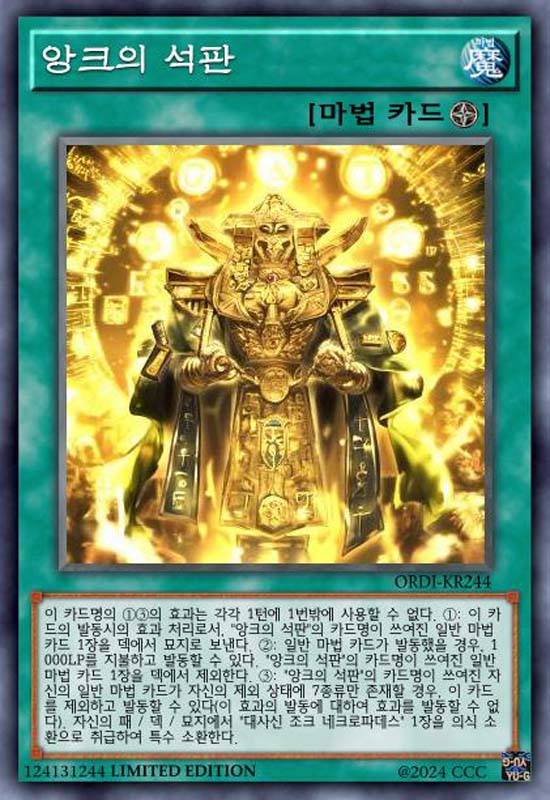 앙크의 석판
마법
魔
[마법 카드]
ORDI-KR244
이 카드명의 ①③의 효과는 각각 1턴에 1번밖에 사용할 수 없다. ①: 이 카
드의 발동시의 효과 처리로서, "앙크의 석판"의 카드명이 쓰여진 일반 마법
카드 1장을 덱에서 묘지로 보낸다. ②: 일반 마법 카드가 발동했을 경우, 1
000LP를 지불하고 발동할 수 있다. "앙크의 석판"의 카드명이 쓰여진 일반
마법 카드 1장을 덱에서 제외한다. ③: "앙크의 석판"의 카드명이 쓰여진 자
신의 일반 마법 카드가 자신의 제외 상태에 7종류만 존재할 경우, 이 카드
를 제외하고 발동할 수 있다(이 효과의 발동에 대하여 효과를 발동할 수 없
다). 자신의 패 / 덱 / 묘지에서 "대사신 조크 네크로파데스" 1장을 의식 소
환으로 취급하여 특수 소환한다.
124131244 LIMITED EDITION
@2024 CCC
YU-G